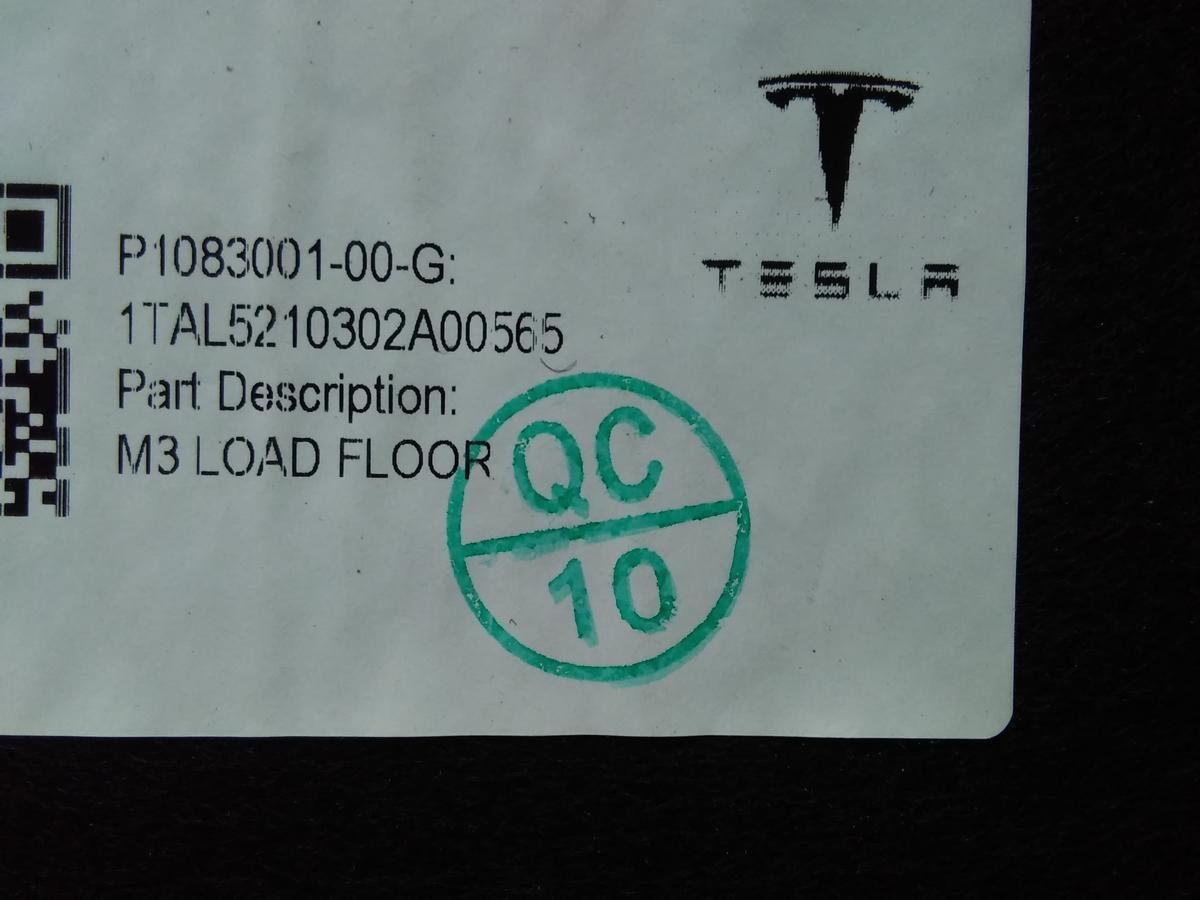 TESLA
P1083001-00-G:
1TAL5210302A00565
Part Description:
M3 LOAD FLOOR
QC
10